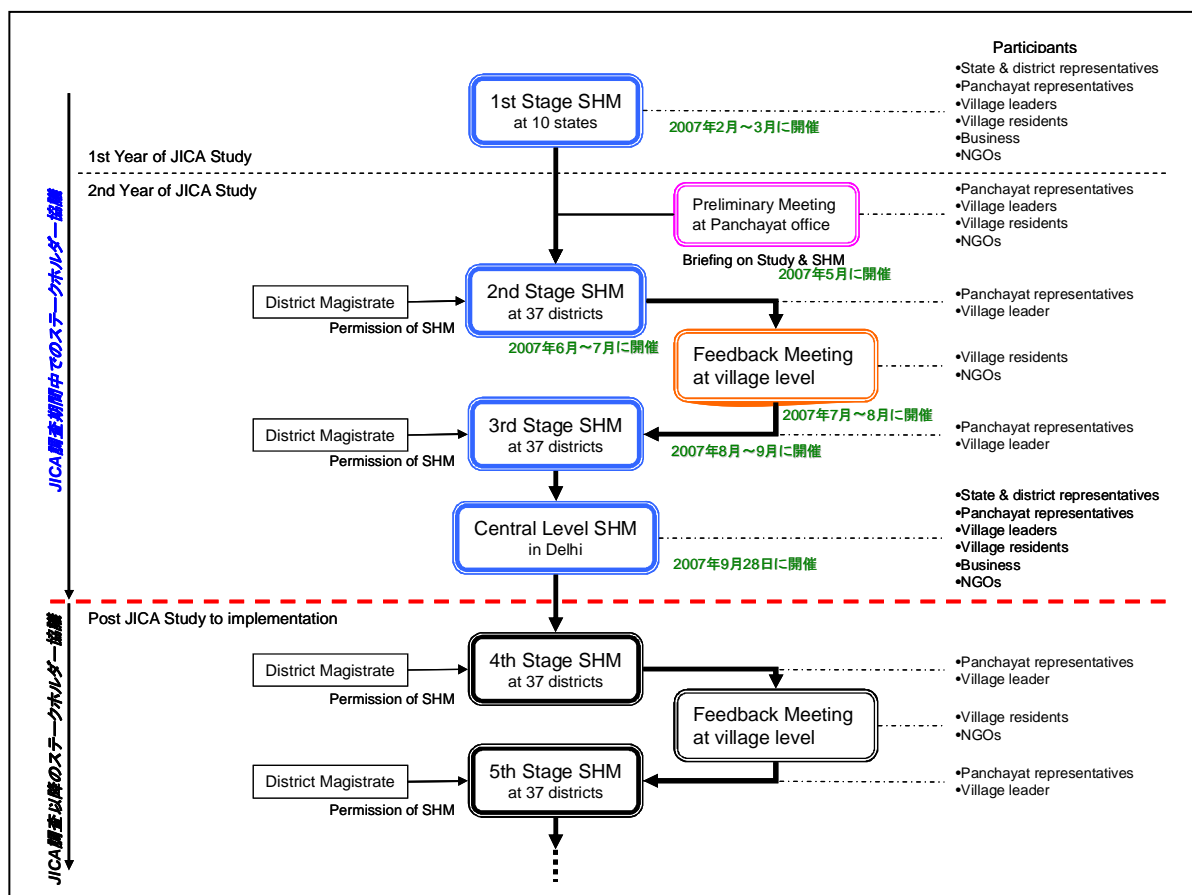 Participants
•State & district representatives
•Panchayat representatives
•Village leaders
•Village residents
•Business
•NGOs
1st Stage SHM
at 10 states
2007年2月～3月に開催
1st Year of JICA Study
2nd Year of JICA Study
Preliminary Meeting
at Panchayat office
•Panchayat representatives
•Village leaders
•Village residents
•NGOs
Briefing on Study & SHM
2007年5月に開催
District Magistrate
Permission of SHM
2nd Stage SHM
at 37 districts
2007年6月～7月に開催
•Panchayat representatives
•Village leader
Feedback Meeting
at village level
•Village residents
•NGOs
2007年7月～8月に開催
District Magistrate
Permission of SHM
3rd Stage SHM
at 37 districts
2007年8月～9月に開催
•Panchayat representatives
•Village leader
Central Level SHM
in Delhi
2007年9月28日に開催
•State & district representatives
•Panchayat representatives
•Village leaders
•Village residents
•Business
•NGOs
JICA調査期間中でのステークホルダー協議
Post JICA Study to implementation
District Magistrate
Permission of SHM
4th Stage SHM
at 37 districts
•Panchayat representatives
•Village leader
Feedback Meeting
at village level
•Village residents
•NGOs
District Magistrate
Permission of SHM
5th Stage SHM
at 37 districts
•Panchayat representatives
•Village leader
JICA調査以降のステークホルダー協議